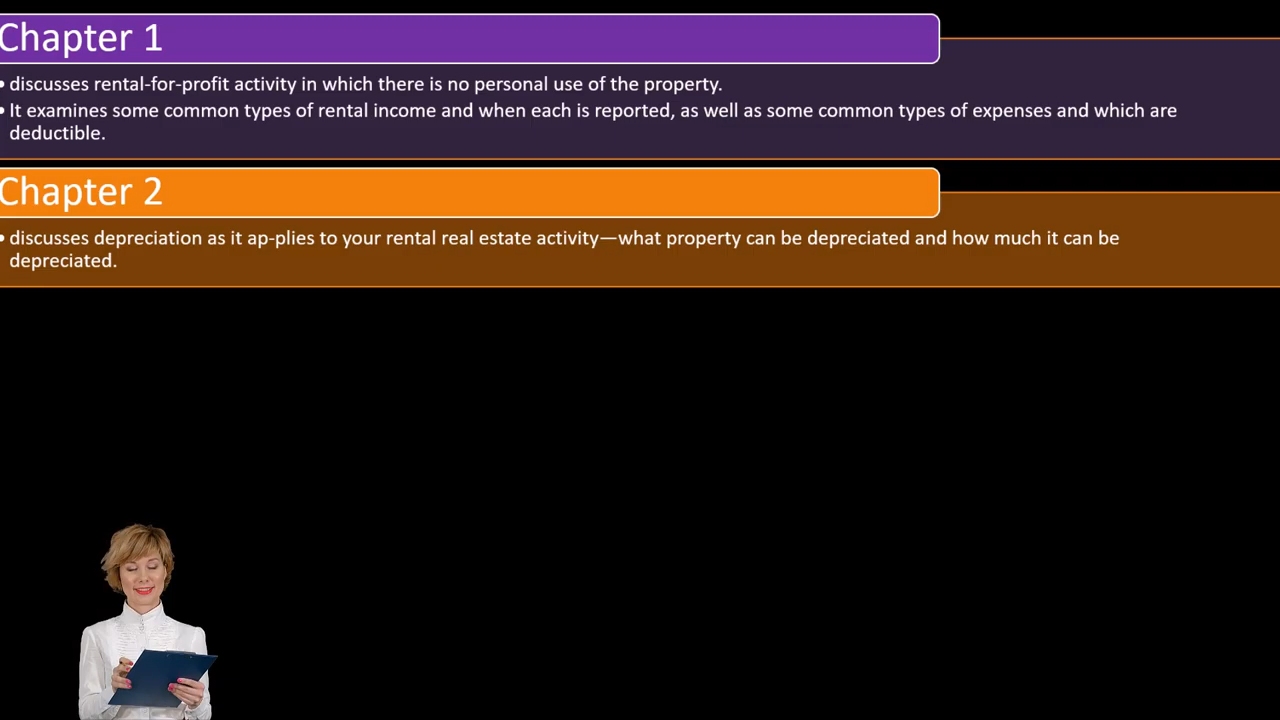 Chapter 1
• discusses rental-for-profit activity in which there is no personal use of the property.
• It examines some common types of rental income and when each is reported, as well as some common types of expenses and which are
deductible.
Chapter 2
• discusses depreciation as it ap-plies to your rental real estate activity—what property can be depreciated and how much it can be
depreciated.